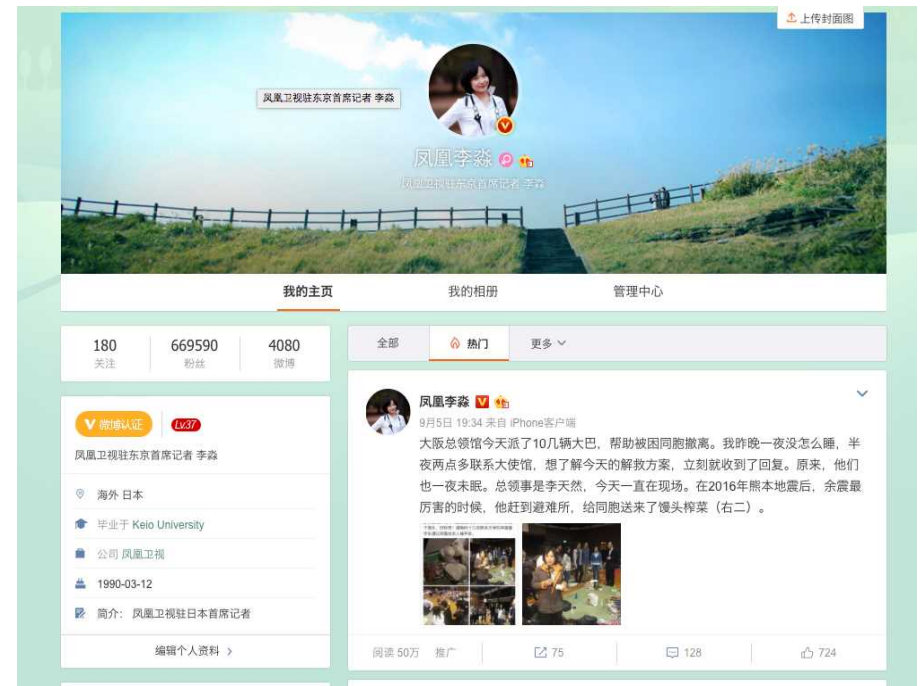 上传封面图
凤凰卫视驻东京首席记者 李淼
凤凰李淼
凤凰卫视驻东京首席记者 李淼
我的主页
我的相册
管理中心
180
669590
4080
关注
粉丝
微博
全部
热门
更多
V 微博认证
Lv.37
凤凰卫视驻东京首席记者 李淼
海外 日本
毕业于 Keio University
公司 凤凰卫视
1990-03-12
简介： 凤凰卫视驻日本首席记者
编辑个人资料 >
凤凰李淼
9月5日 19:34 来自 iPhone客户端
大阪总领馆今天派了10几辆大巴，帮助被困同胞撤离。我昨晚一夜没怎么睡，半
夜两点多联系大使馆，想了解今天的解救方案，立刻就收到了回复。原来，他们
也一夜未眠。总领事是李天然，今天一直在现场。在2016年熊本地震后，余震最
厉害的时候，他赶到避难所，给同胞送来了馒头榨菜（右二）。
阅读 50万
推广
75
128
724